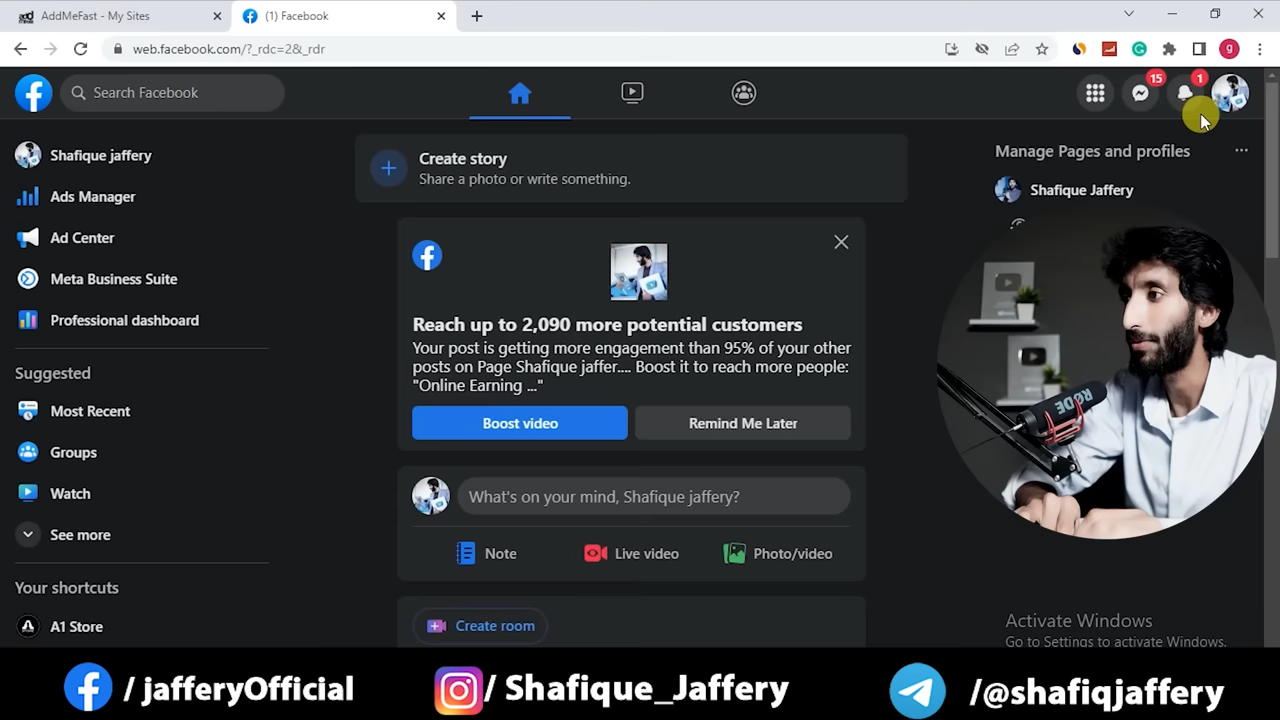 AddMeFast - My Sites
(1) Facebook
web.facebook.com/?_rdc=2&_rdr
g
Search Facebook
15
1
Shafique jaffery
Ads Manager
Ad Center
Meta Business Suite
Professional dashboard
Suggested
Most Recent
Groups
Watch
See more
Your shortcuts
A1 Store
Create story
Share a photo or write something.
Reach up to 2,090 more potential customers
Your post is getting more engagement than 95% of your other
posts on Page Shafique jaffer.... Boost it to reach more people:
"Online Earning ..."
Boost video
Remind Me Later
What's on your mind, Shafique jaffery?
Note
Live video
Photo/video
Create room
Manage Pages and profiles
Shafique Jaffery
RØDE
Activate Windows
Go to Settings to activate Windows.
/ jafferyOfficial
/ Shafique_Jaffery
/@shafiqjaffery